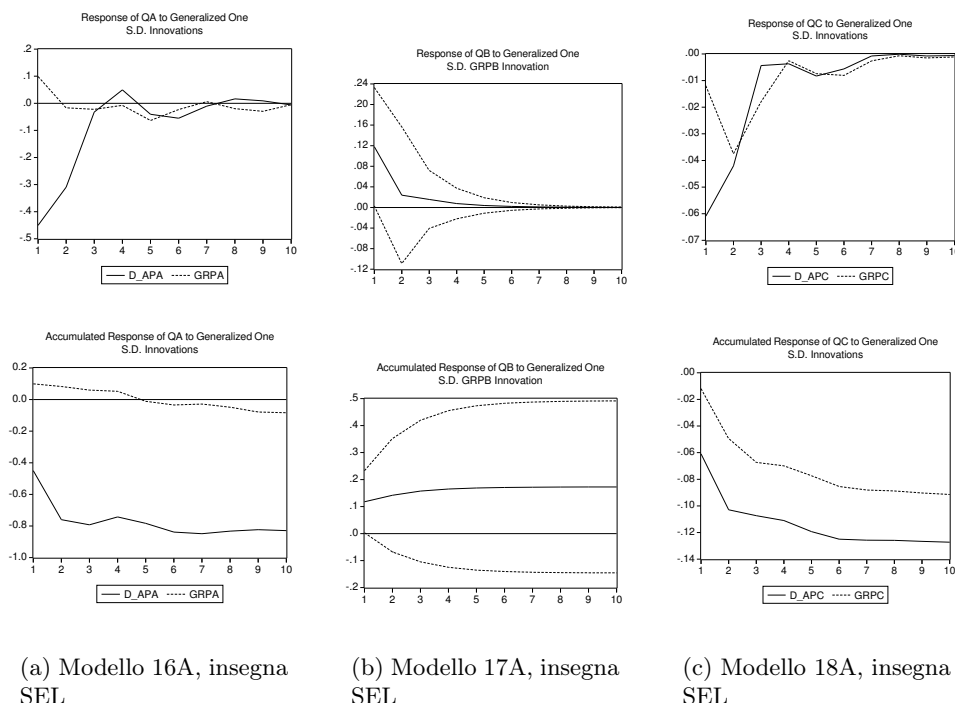 Response of QA to Generalized One
S.D. Innovations
.2
.1
.0
-.1
-.2
-.3
-.4
-.5
1 2 3 4 5 6 7 8 9 10
D_APA GRPA
Response of QB to Generalized One
S.D. GRPB Innovation
.24
.20
.16
.12
.08
.04
.00
-.04
-.08
-.12
1 2 3 4 5 6 7 8 9 10
Response of QC to Generalized One
S.D. Innovations
.00
-.01
-.02
-.03
-.04
-.05
-.06
-.07
1 2 3 4 5 6 7 8 9 10
D_APC GRPC
Accumulated Response of QA to Generalized One
S.D. Innovations
0.2
0.0
-0.2
-0.4
-0.6
-0.8
-1.0
1 2 3 4 5 6 7 8 9 10
D_APA GRPA
Accumulated Response of QB to Generalized One
S.D. GRPB Innovation
.5
.4
.3
.2
.1
.0
-.1
-.2
1 2 3 4 5 6 7 8 9 10
Accumulated Response of QC to Generalized One
S.D. Innovations
.00
-.02
-.04
-.06
-.08
-.10
-.12
-.14
1 2 3 4 5 6 7 8 9 10
D_APC GRPC
(a) Modello 16A, insegna
SEL
(b) Modello 17A, insegna
SEL
(c) Modello 18A, insegna
SEL